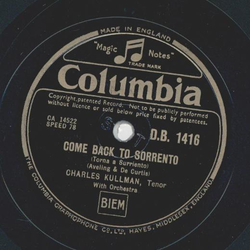 MADE IN ENGLAND
"Magic Notes"
TRADE MARK
Columbia
Copyright, patented Records. Not to be publicly performed
without licence or sold below price fixed by patentees.
CA 14522
SPEED 78
D.B. 1416
COME BACK TO SORRENTO
(Torna a Surriento)
(Aveling & De Curtis)
CHARLES KULLMAN, Tenor
With Orchestra
BIEM
THE COLUMBIA GRAPHOPHONE CO., LTD., HAYES, MIDDLESEX, ENGLAND